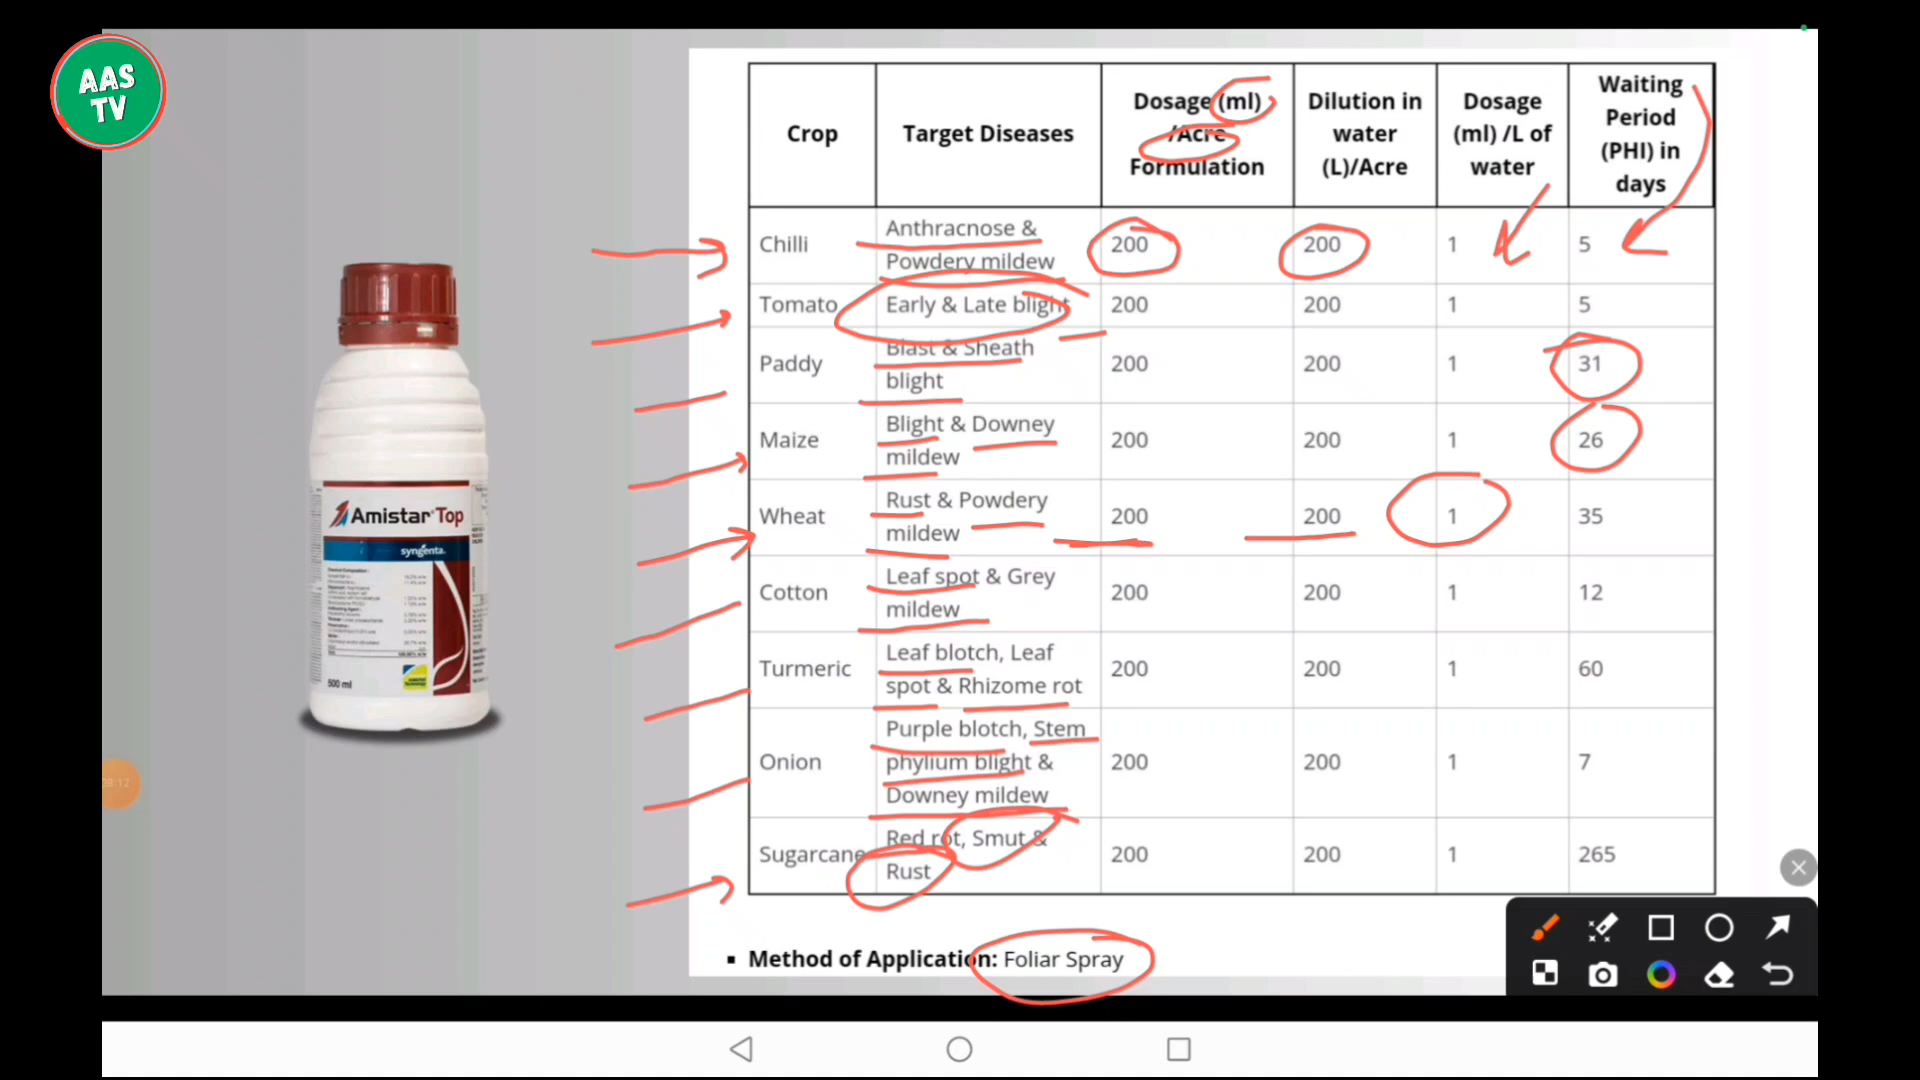 AAS
TV
Crop
Target Diseases
Dosage (ml)
/Acre
Formulation
Dilution in
water
(L)/Acre
Dosage
(ml) /L of
water
Waiting
Period
(PHI) in
days
Chilli
Anthracnose &
Powdery mildew
200
200
1
5
Tomato
Early & Late blight
200
200
1
5
Paddy
Blast & Sheath
blight
200
200
1
31
Maize
Blight & Downey
mildew
200
200
1
26
Wheat
Rust & Powdery
mildew
200
200
1
35
Cotton
Leaf spot & Grey
mildew
200
200
1
12
Turmeric
Leaf blotch, Leaf
spot & Rhizome rot
200
200
1
60
Onion
Purple blotch, Stem
phylium blight &
Downey mildew
200
200
1
7
Sugarcane
Red rot, Smut &
Rust
200
200
1
265
▪ Method of Application: Foliar Spray
Amistar Top
syngenta.
500 ml